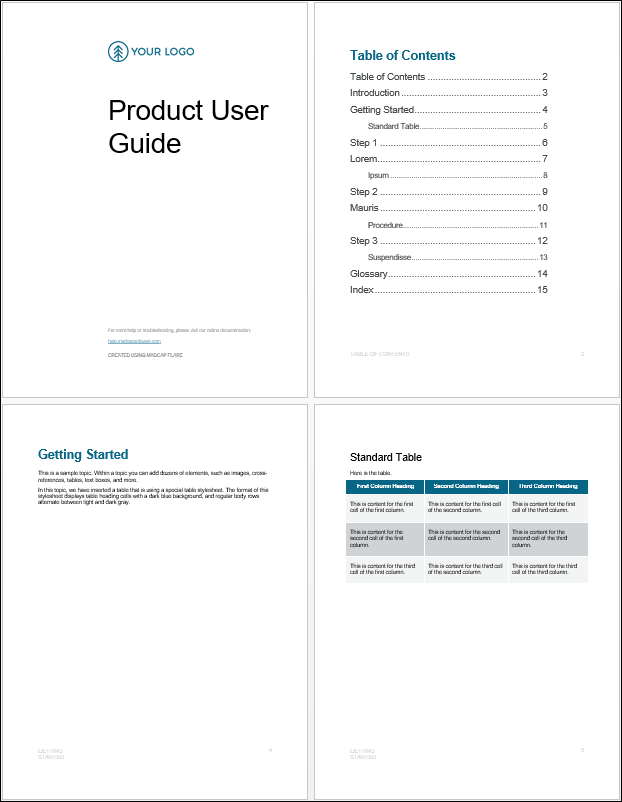 YOUR LOGO
Product User
Guide
For more help or troubleshooting, please visit our online documentation:
help.madcapsoftware.com
CREATED USING MADCAP FLARE
Table of Contents
Table of Contents 2
Introduction 3
Getting Started 4
Standard Table 5
Step 1 6
Lorem 7
Ipsum 8
Step 2 9
Mauris 10
Procedure 11
Step 3 12
Suspendisse 13
Glossary 14
Index 15
TABLE OF CONTENTS 2
Getting Started
This is a sample topic. Within a topic you can add dozens of elements, such as images, cross-
references, tables, text boxes, and more.
In this topic, we have inserted a table that is using a special table stylesheet. The format of this
stylesheet displays table heading cells with a dark blue background, and regular body rows
alternate between light and dark gray.
GETTING 4
STARTED
Standard Table
Here is the table.
First Column Heading Second Column Heading Third Column Heading
This is content for the first This is content for the first cell This is content for the first
cell of the first column. of the second column. cell of the third column.
This is content for the This is content for the second This is content for the
second cell of the first cell of the second column. second cell of the third
column. column.
This is content for the third This is content for the third cell This is content for the third
cell of the first column. of the second column. cell of the third column.
GETTING 5
STARTED